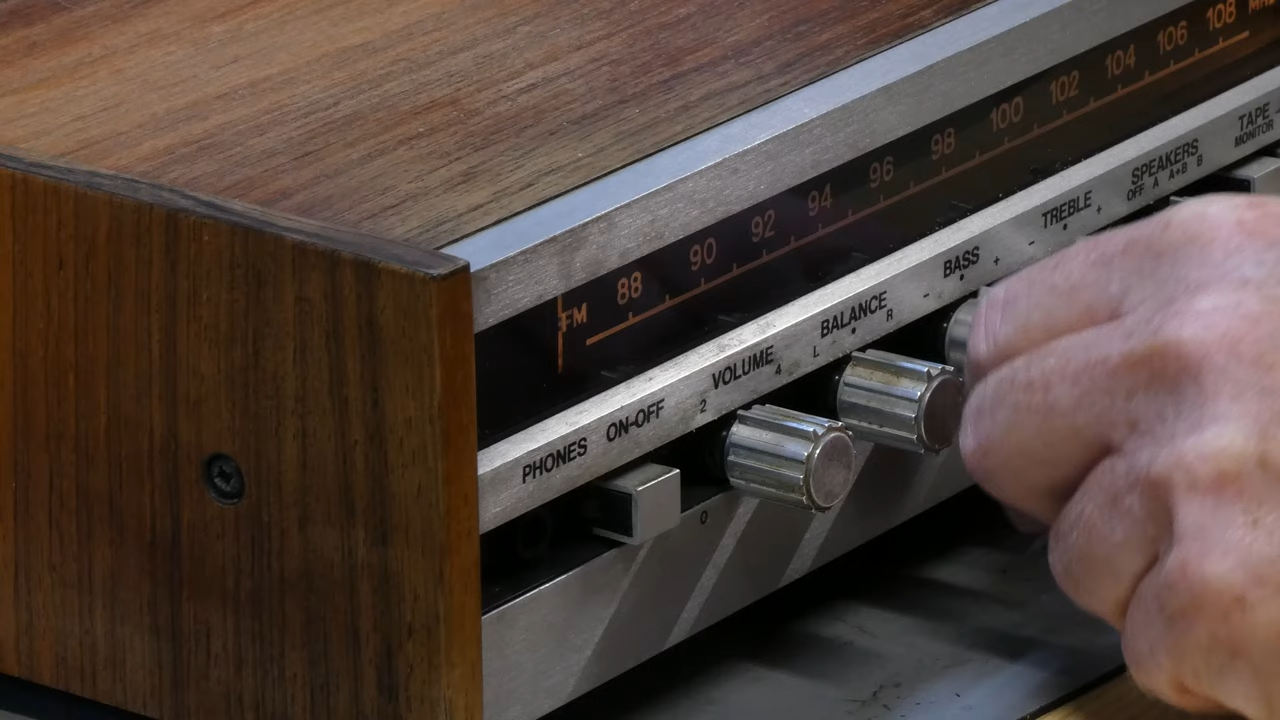 FM 88 90 92 94 96 98 100 102 104 106 108 MHz
PHONES ON-OFF VOLUME BALANCE BASS TREBLE SPEAKERS TAPE
MONITOR
2 4 L R - + - + OFF A A+B B
0